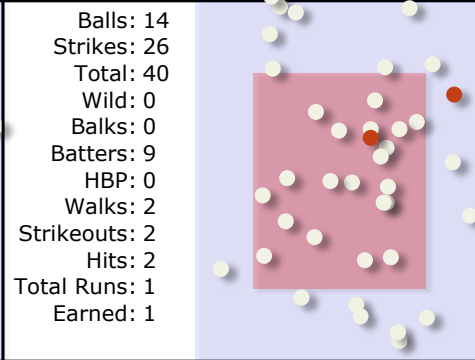 Balls: 14
Strikes: 26
Total: 40
Wild: 0
Balks: 0
Batters: 9
HBP: 0
Walks: 2
Strikeouts: 2
Hits: 2
Total Runs: 1
Earned: 1